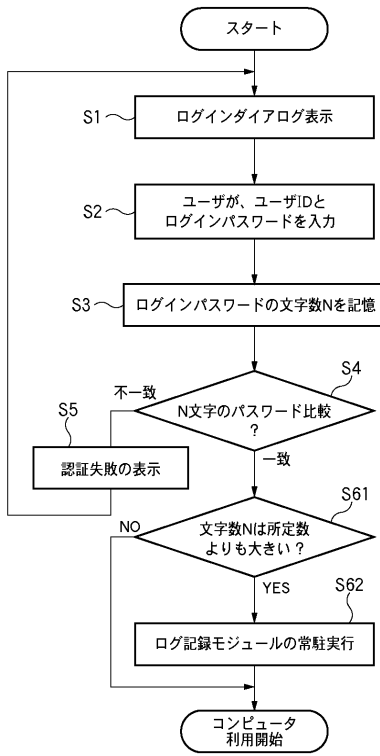 スタート
S1
ログインダイアログ表示
S2
ユーザが、ユーザIDと
ログインパスワードを入力
S3
ログインパスワードの文字数Nを記憶
S4
不一致
N文字のパスワード比較
?
S5
認証失敗の表示
一致
S61
NO
文字数Nは所定数
よりも大きい?
YES
S62
ログ記録モジュールの常駐実行
コンピュータ
利用開始